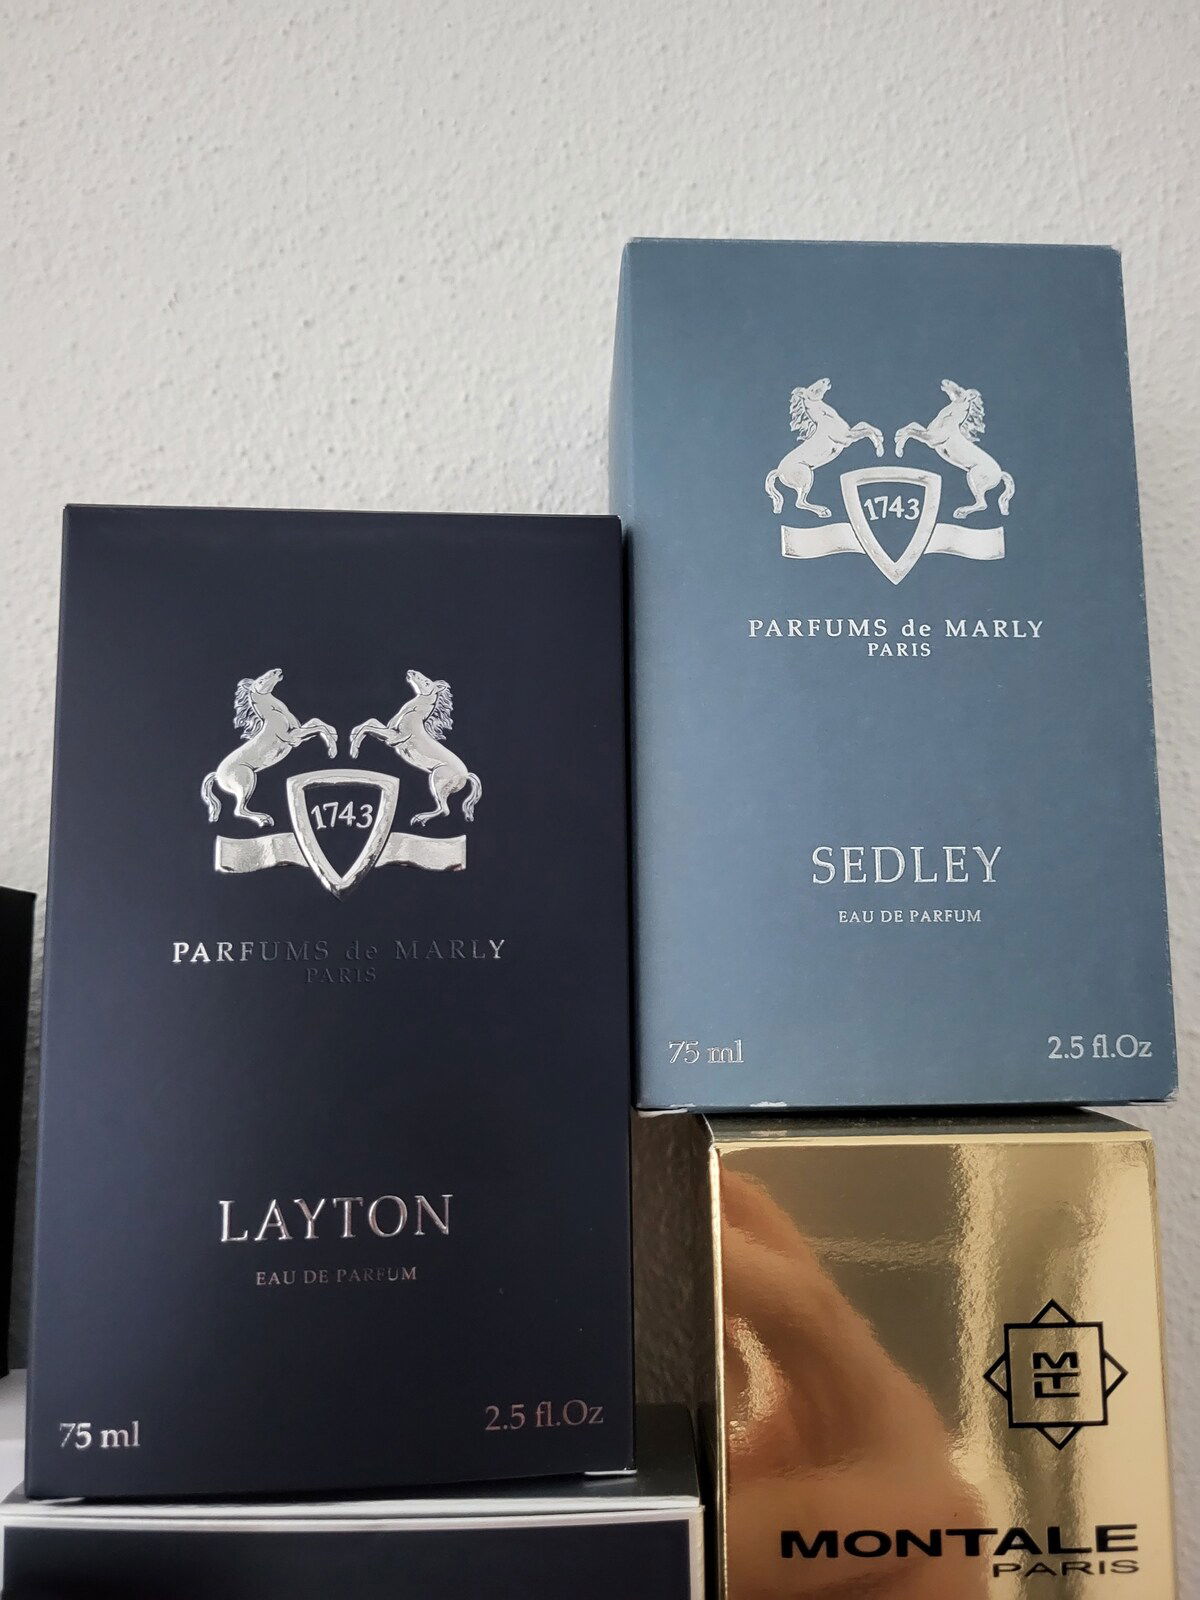 1743
PARFUMS de MARLY
PARIS
LAYTON
EAU DE PARFUM
75 ml
2.5 fl.Oz
1743
PARFUMS de MARLY
PARIS
SEDLEY
EAU DE PARFUM
75 ml
2.5 fl.Oz
MTL
MONTALE
PARIS